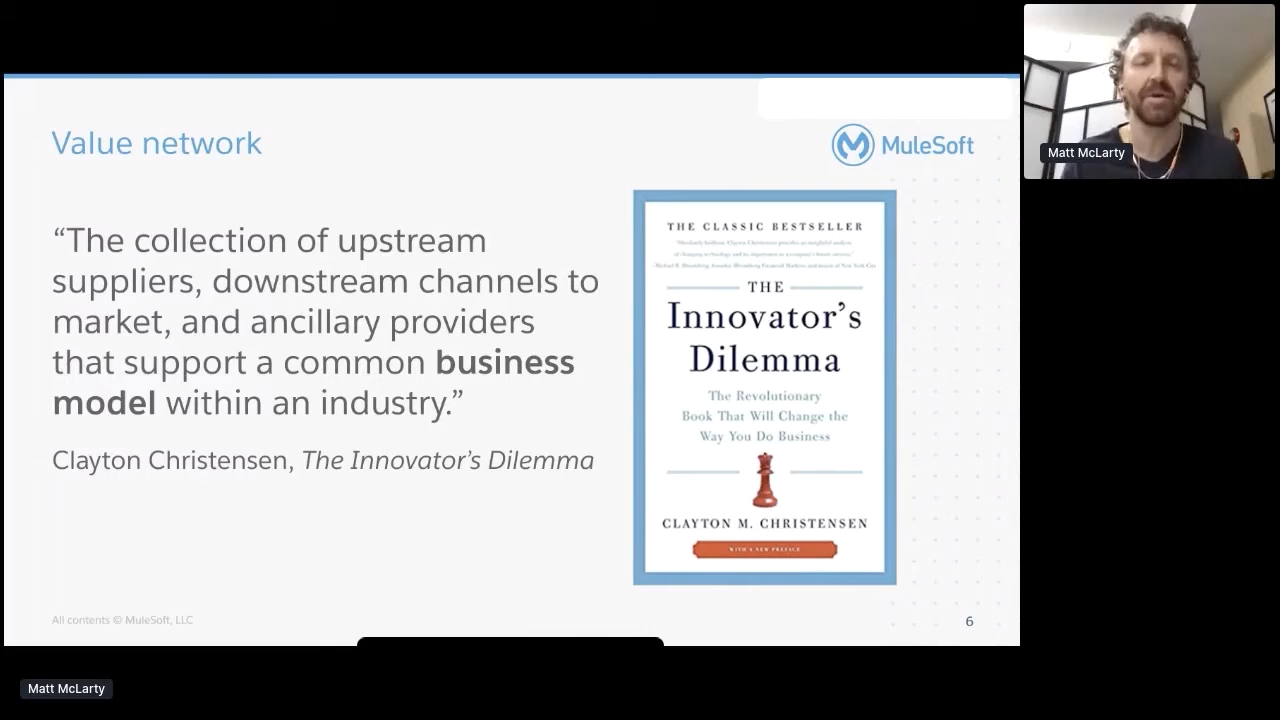 Value network
MuleSoft
“The collection of upstream
suppliers, downstream channels to
market, and ancillary providers
that support a common business
model within an industry.”
Clayton Christensen, The Innovator’s Dilemma
THE CLASSIC BESTSELLER
THE
Innovator’s
Dilemma
The Revolutionary
Book That Will Change the
Way You Do Business
CLAYTON M. CHRISTENSEN
WITH A NEW PREFACE
All contents © MuleSoft, LLC
6
Matt McLarty
Matt McLarty